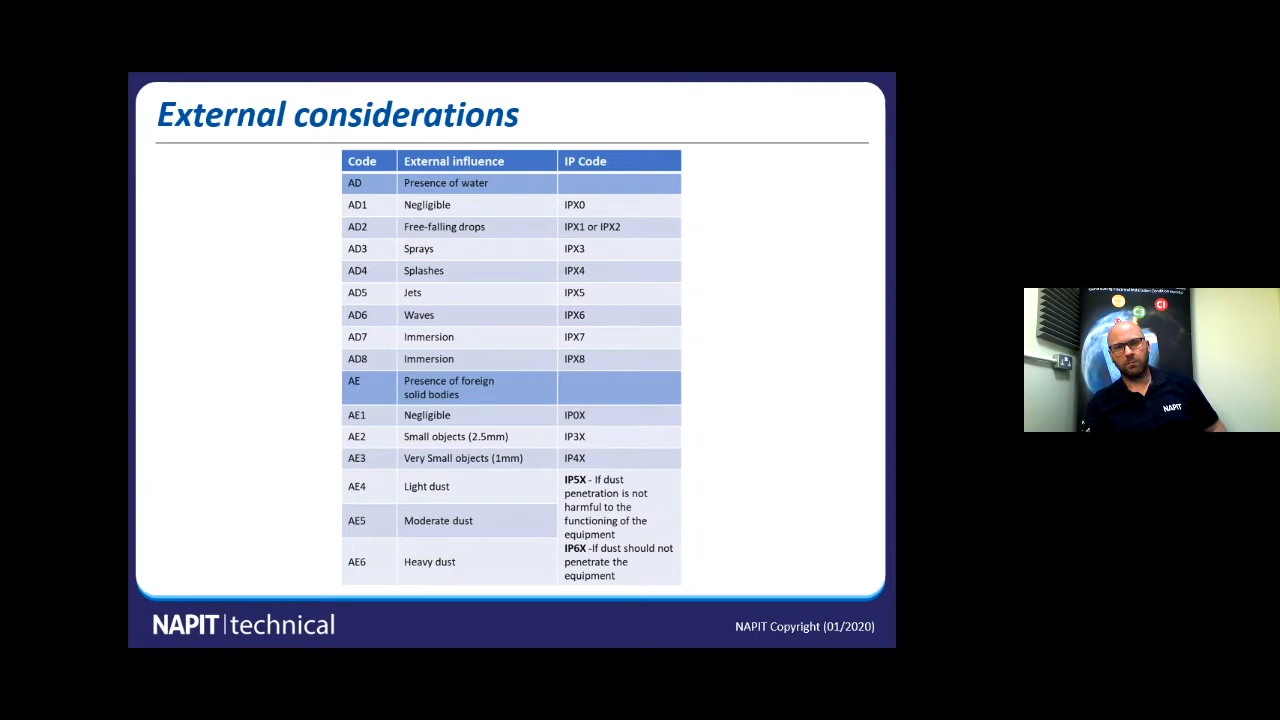 External considerations
Code External influence IP Code
AD Presence of water
AD1 Negligible IPX0
AD2 Free-falling drops IPX1 or IPX2
AD3 Sprays IPX3
AD4 Splashes IPX4
AD5 Jets IPX5
AD6 Waves IPX6
AD7 Immersion IPX7
AD8 Immersion IPX8
AE Presence of foreign
solid bodies
AE1 Negligible IP0X
AE2 Small objects (2.5mm) IP3X
AE3 Very Small objects (1mm) IP4X
AE4 Light dust
AE5 Moderate dust
AE6 Heavy dust
IP5X - If dust
penetration is not
harmful to the
functioning of the
equipment
IP6X -If dust should not
penetrate the
equipment
NAPIT | technical
NAPIT Copyright (01/2020)
C3
C1
NAPIT